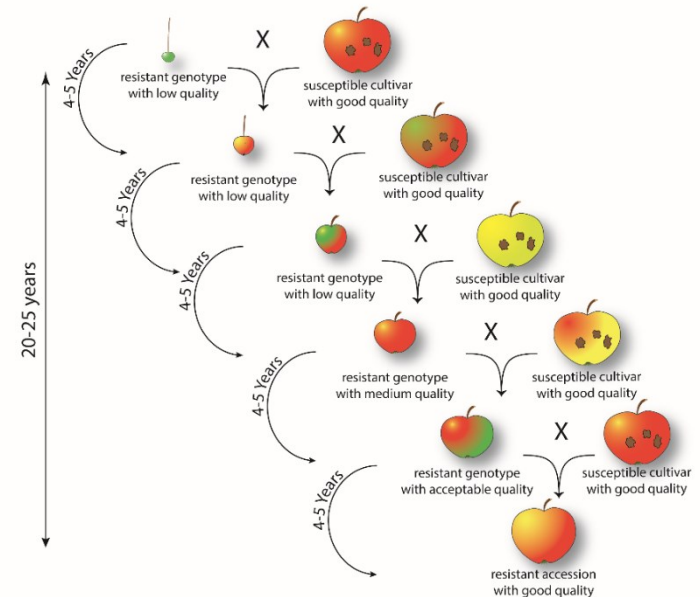 4-5 Years
X
resistant genotype
with low quality
susceptible cultivar
with good quality
4-5 Years
X
resistant genotype
with low quality
susceptible cultivar
with good quality
4-5 Years
X
resistant genotype
with low quality
susceptible cultivar
with good quality
20-25 years
4-5 Years
X
resistant genotype
with medium quality
susceptible cultivar
with good quality
4-5 Years
X
resistant genotype
with acceptable quality
susceptible cultivar
with good quality
resistant accession
with good quality